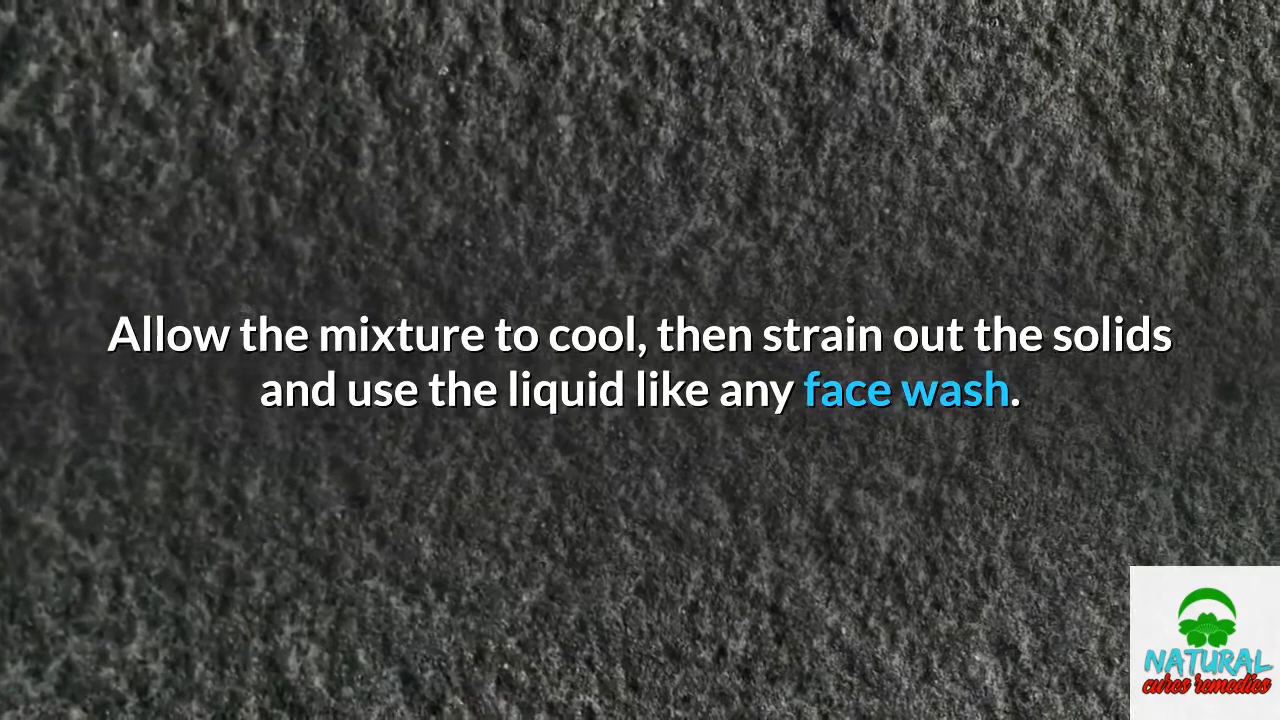 Allow the mixture to cool, then strain out the solids
and use the liquid like any face wash.
NATURAL
cures remedies